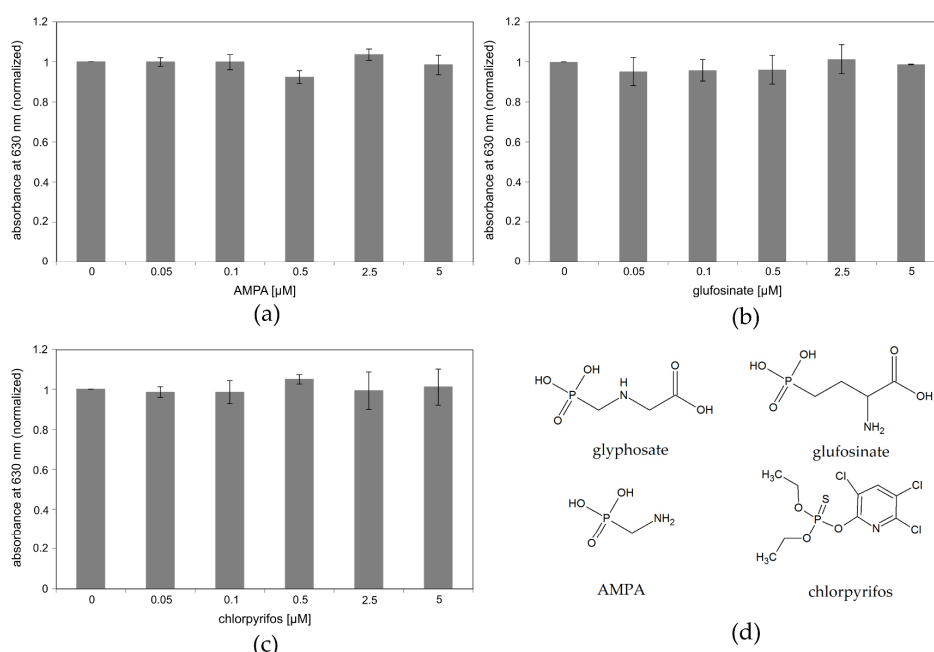 1.2
1
0.8
0.6
0.4
0.2
0
absorbance at 630 nm (normalized)
0 0.05 0.1 0.5 2.5 5
AMPA [µM]
(a)
1.2
1
0.8
0.6
0.4
0.2
0
absorbance at 630 nm (normalized)
0 0.05 0.1 0.5 2.5 5
glufosinate [µM]
(b)
1.2
1
0.8
0.6
0.4
0.2
0
absorbance at 630 nm (normalized)
0 0.05 0.1 0.5 2.5 5
chlorpyrifos [µM]
(c)
OH
HO
P
O
H
N
O
OH
glyphosate
OH
HO
P
O
O
OH
NH2
glufosinate
OH
HO
P
O
NH2
AMPA
H3C
O
S
P
O
O
H3C
Cl
Cl
N
Cl
chlorpyrifos
(d)